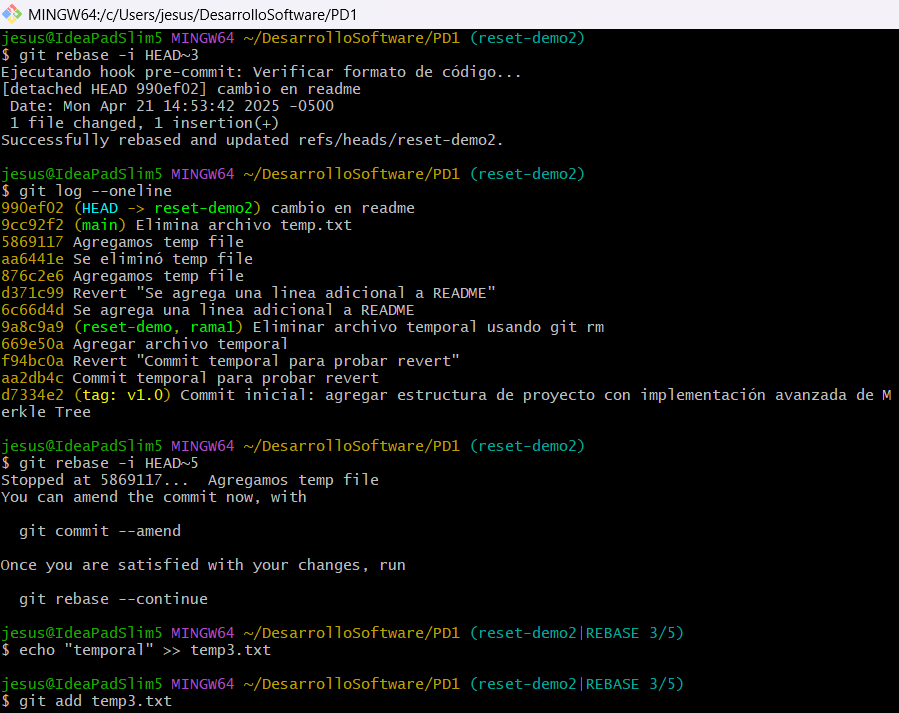 MINGW64:/c/Users/jesus/DesarrolloSoftware/PD1
jesus@IdeaPadSlim5 MINGW64 ~/DesarrolloSoftware/PD1 (reset-demo2)
$ git rebase -i HEAD~3
Ejecutando hook pre-commit: Verificar formato de código...
[detached HEAD 990ef02] cambio en readme
 Date: Mon Apr 21 14:53:42 2025 -0500
 1 file changed, 1 insertion(+)
Successfully rebased and updated refs/heads/reset-demo2.
jesus@IdeaPadSlim5 MINGW64 ~/DesarrolloSoftware/PD1 (reset-demo2)
$ git log --oneline
990ef02 (HEAD -> reset-demo2) cambio en readme
9cc92f2 (main) Elimina archivo temp.txt
5869117 Agregamos temp file
aa6441e Se eliminó temp file
876c2e6 Agregamos temp file
d371c99 Revert "Se agrega una linea adicional a README"
6c66d4d Se agrega una linea adicional a README
9a8c9a9 (reset-demo, rama1) Eliminar archivo temporal usando git rm
669e50a Agregar archivo temporal
f94bc0a Revert "Commit temporal para probar revert"
aa2db4c Commit temporal para probar revert
d7334e2 (tag: v1.0) Commit inicial: agregar estructura de proyecto con implementación avanzada de M
erkle Tree
jesus@IdeaPadSlim5 MINGW64 ~/DesarrolloSoftware/PD1 (reset-demo2)
$ git rebase -i HEAD~5
Stopped at 5869117...  Agregamos temp file
You can amend the commit now, with
  git commit --amend
Once you are satisfied with your changes, run
  git rebase --continue
jesus@IdeaPadSlim5 MINGW64 ~/DesarrolloSoftware/PD1 (reset-demo2|REBASE 3/5)
$ echo "temporal" >> temp3.txt
jesus@IdeaPadSlim5 MINGW64 ~/DesarrolloSoftware/PD1 (reset-demo2|REBASE 3/5)
$ git add temp3.txt